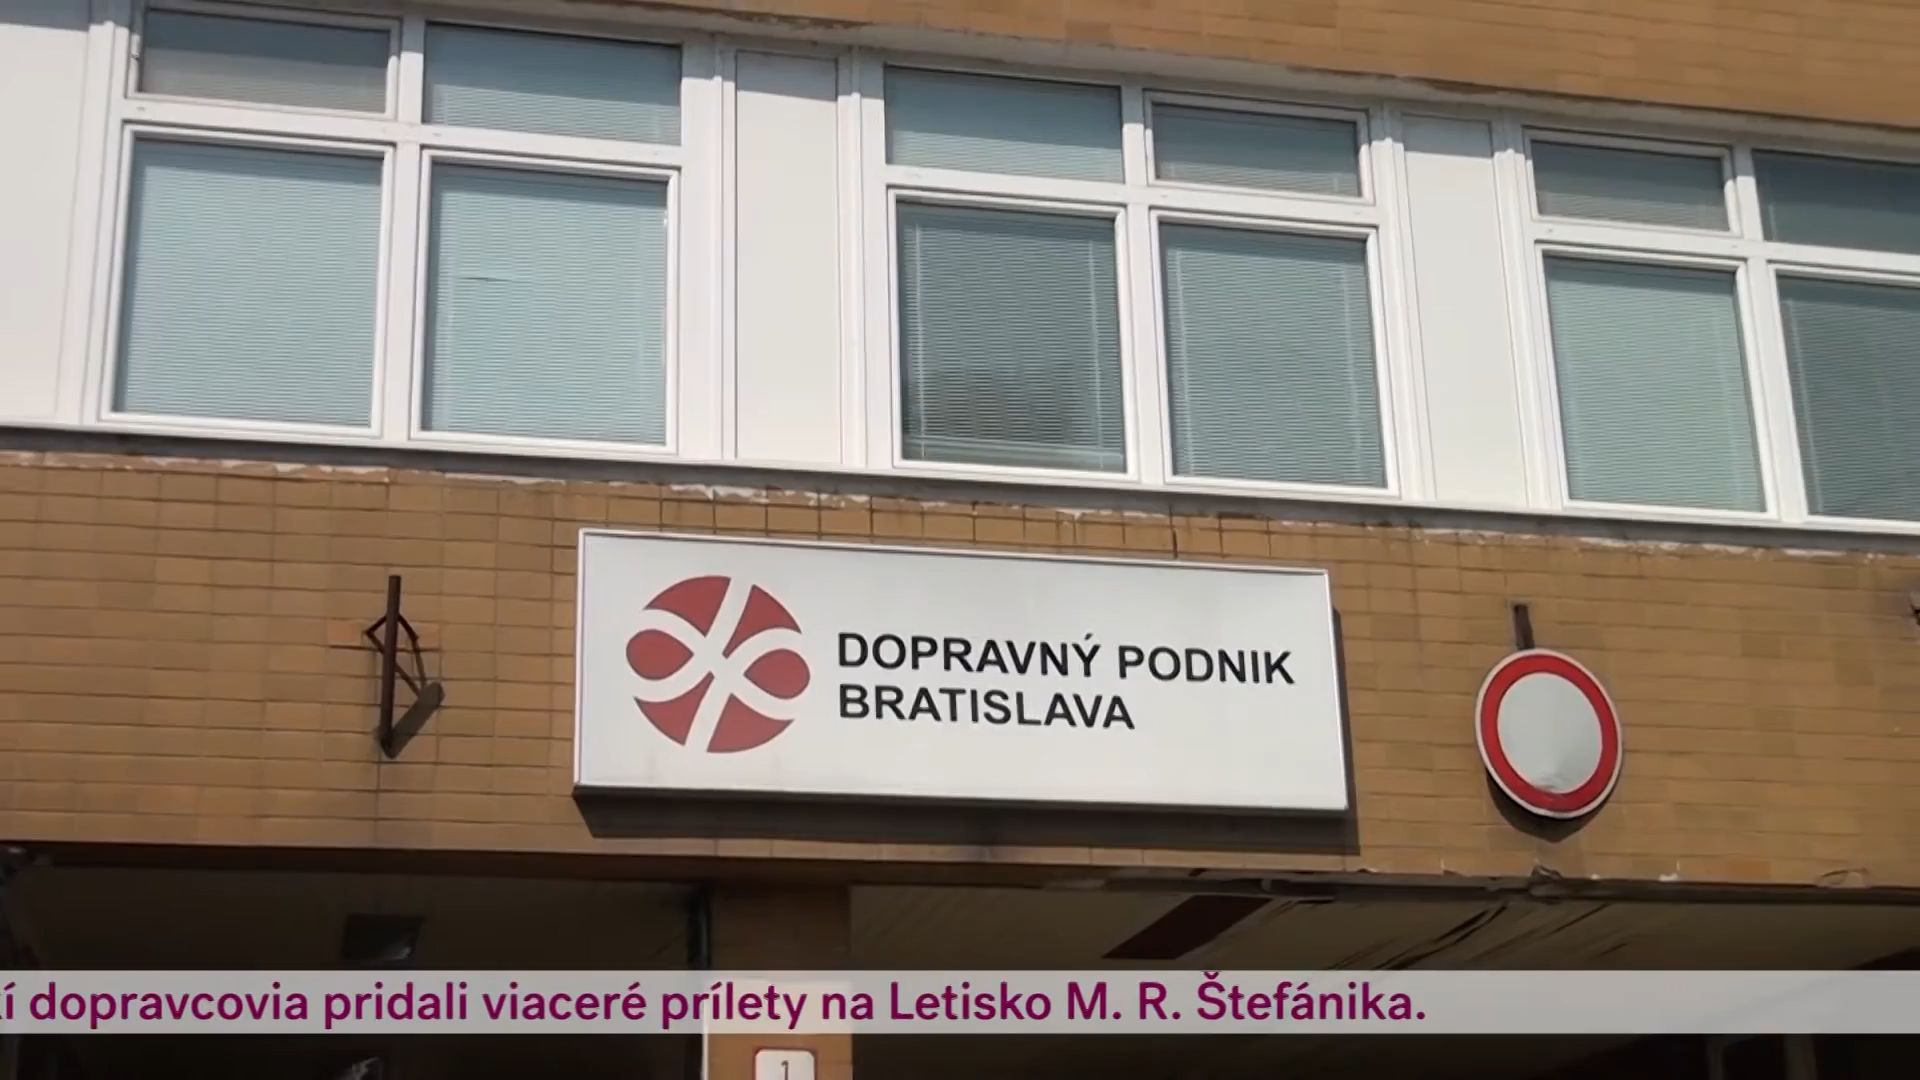 DOPRAVNÝ PODNIK
BRATISLAVA
dopravcovia pridali viaceré prílety na Letisko M. R. Štefánika.
1